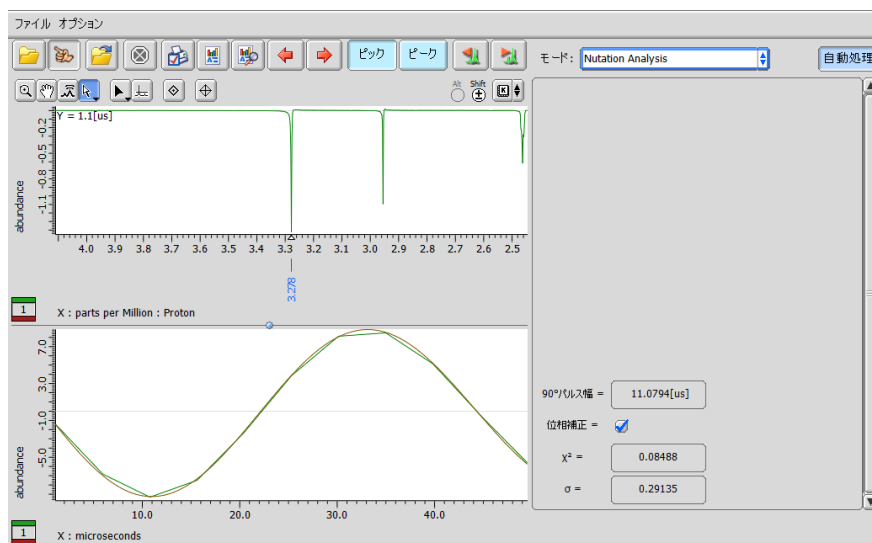 ファイル オプション
ピック ピーク モード: Nutation Analysis 自動処理
Alt Shift
Y = 1.1[us]
-0.2
-0.5
-0.8
-1.1
abundance
4.0 3.9 3.8 3.7 3.6 3.5 3.4 3.3 3.2 3.1 3.0 2.9 2.8 2.7 2.6 2.5
3.278
1 X : parts per Million : Proton
7.0
3.0
-1.0
-5.0
abundance
10.0 20.0 30.0 40.0
1 X : microseconds
90°パルス幅 = 11.0794[us]
位相補正 =
χ² = 0.08488
σ = 0.29135